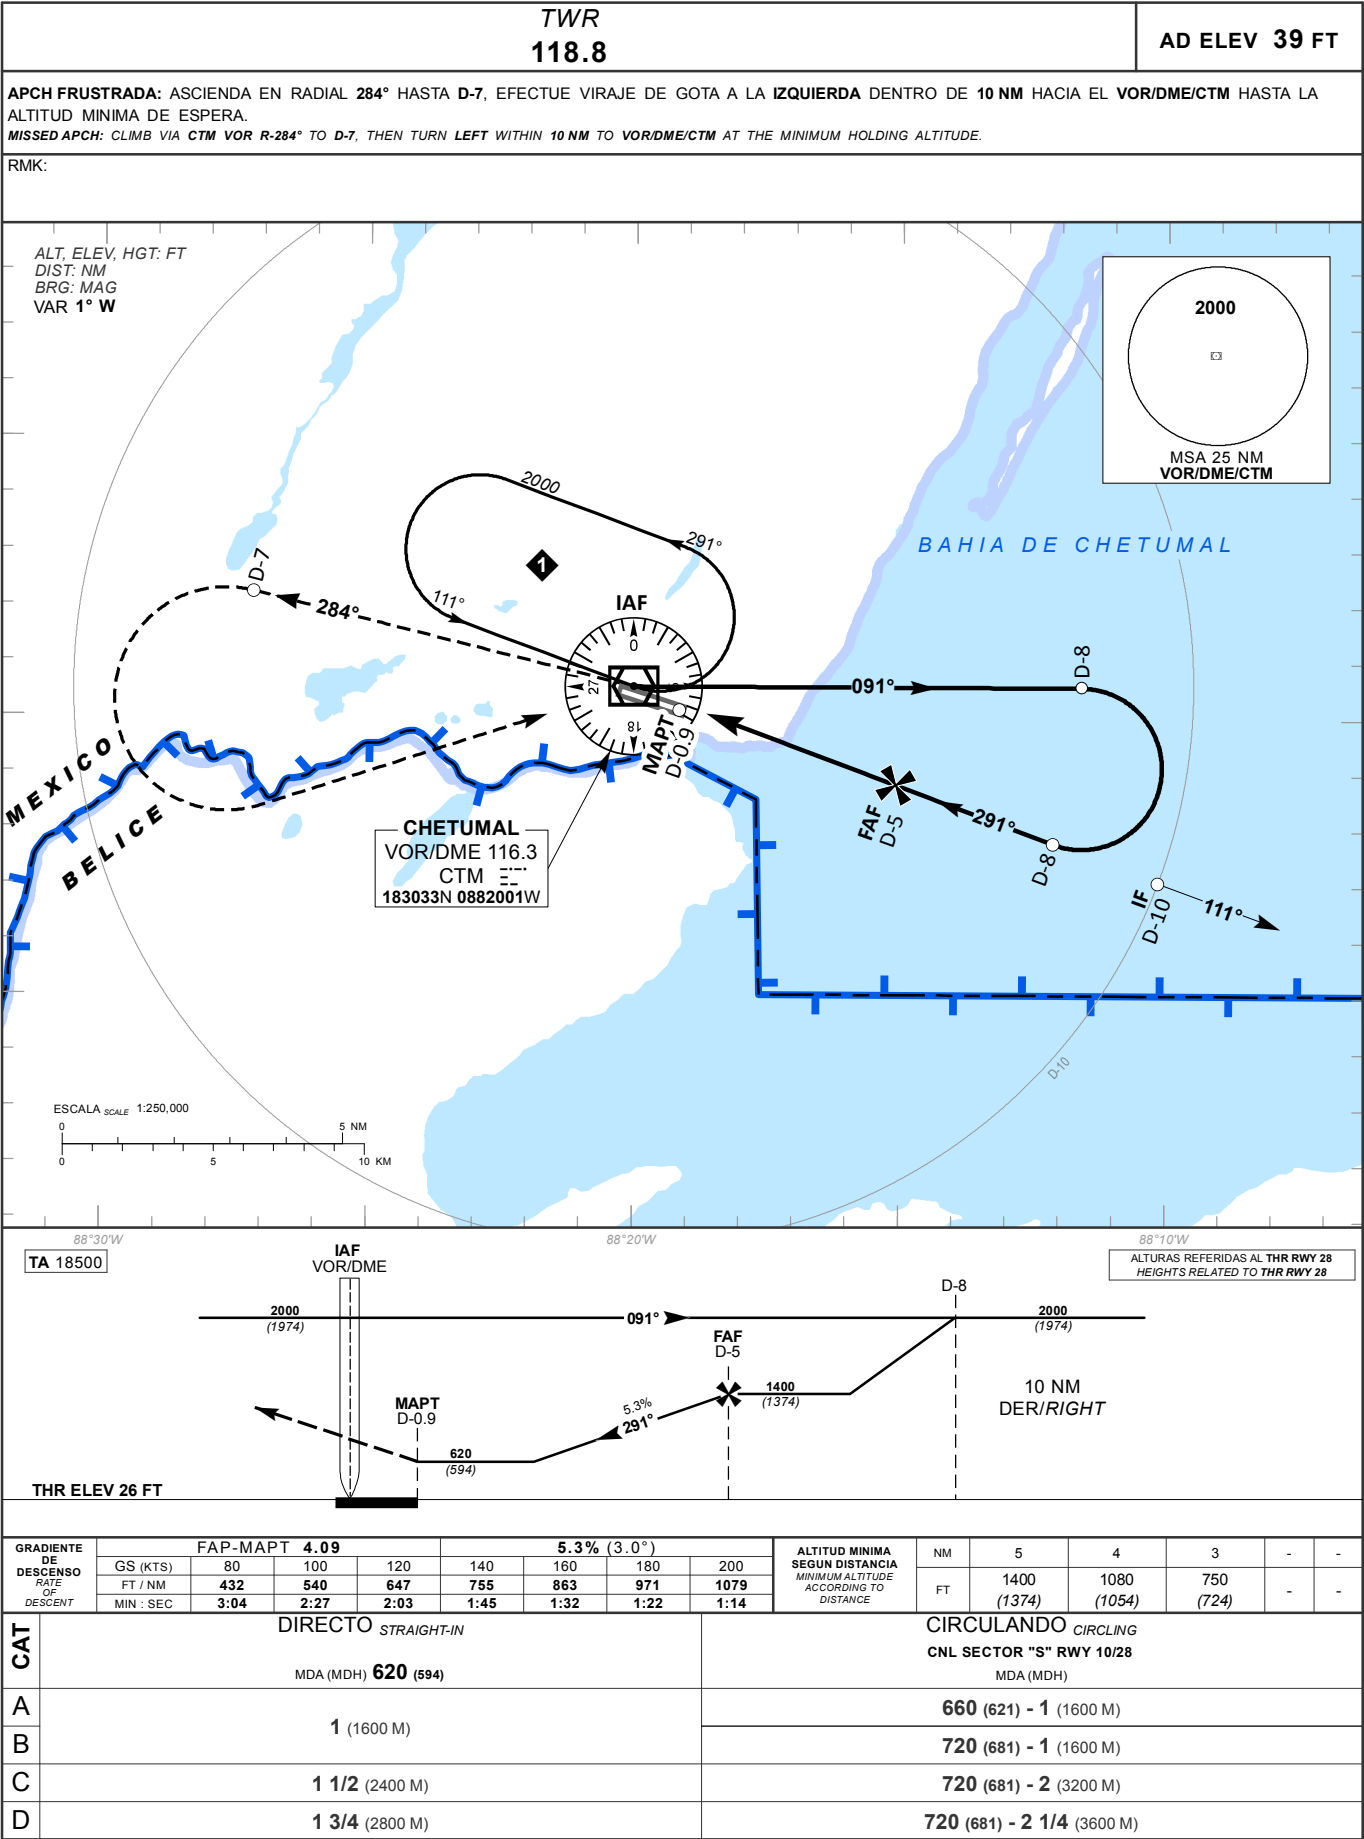 TWR
118.8
AD ELEV 39 FT
APCH FRUSTRADA: ASCIENDA EN RADIAL 284° HASTA D-7, EFECTUE VIRAJE DE GOTA A LA IZQUIERDA DENTRO DE 10 NM HACIA EL VOR/DME/CTM HASTA LA
ALTITUD MINIMA DE ESPERA.
MISSED APCH: CLIMB VIA CTM VOR R-284° TO D-7, THEN TURN LEFT WITHIN 10 NM TO VOR/DME/CTM AT THE MINIMUM HOLDING ALTITUDE.
RMK:
ALT, ELEV, HGT: FT
DIST: NM
BRG: MAG
VAR 1° W
2000
MSA 25 NM
VOR/DME/CTM
2000
291°
BAHIA DE CHETUMAL
1
D-7
111°
284°
IAF
0
27
18
091°
D-8
MAPT
D-0.9
MEXICO
BELICE
FAF
D-5
291°
D-8
CHETUMAL
VOR/DME 116.3
CTM
183033N 0882001W
IF
D-10
111°
D-10
ESCALA SCALE 1:250,000
0 5 NM
0 5 10 KM
88°30'W 88°20'W 88°10'W
TA 18500
IAF
VOR/DME
ALTURAS REFERIDAS AL THR RWY 28
HEIGHTS RELATED TO THR RWY 28
D-8
2000
(1974)
091°
2000
(1974)
FAF
D-5
1400
(1374)
10 NM
DER/RIGHT
MAPT
D-0.9
5.3%
291°
620
(594)
THR ELEV 26 FT
GRADIENTE
DE
DESCENSO
RATE
OF
DESCENT
FAP-MAPT 4.09 5.3% (3.0°)
GS (KTS) 80 100 120 140 160 180 200
FT / NM 432 540 647 755 863 971 1079
MIN : SEC 3:04 2:27 2:03 1:45 1:32 1:22 1:14
ALTITUD MINIMA
SEGUN DISTANCIA
MINIMUM ALTITUDE
ACCORDING TO
DISTANCE
NM 5 4 3 - -
FT 1400 1080 750 - -
(1374) (1054) (724)
CAT
DIRECTO STRAIGHT-IN
MDA (MDH) 620 (594)
CIRCULANDO CIRCLING
CNL SECTOR "S" RWY 10/28
MDA (MDH)
A 1 (1600 M) 660 (621) - 1 (1600 M)
B 720 (681) - 1 (1600 M)
C 1 1/2 (2400 M) 720 (681) - 2 (3200 M)
D 1 3/4 (2800 M) 720 (681) - 2 1/4 (3600 M)